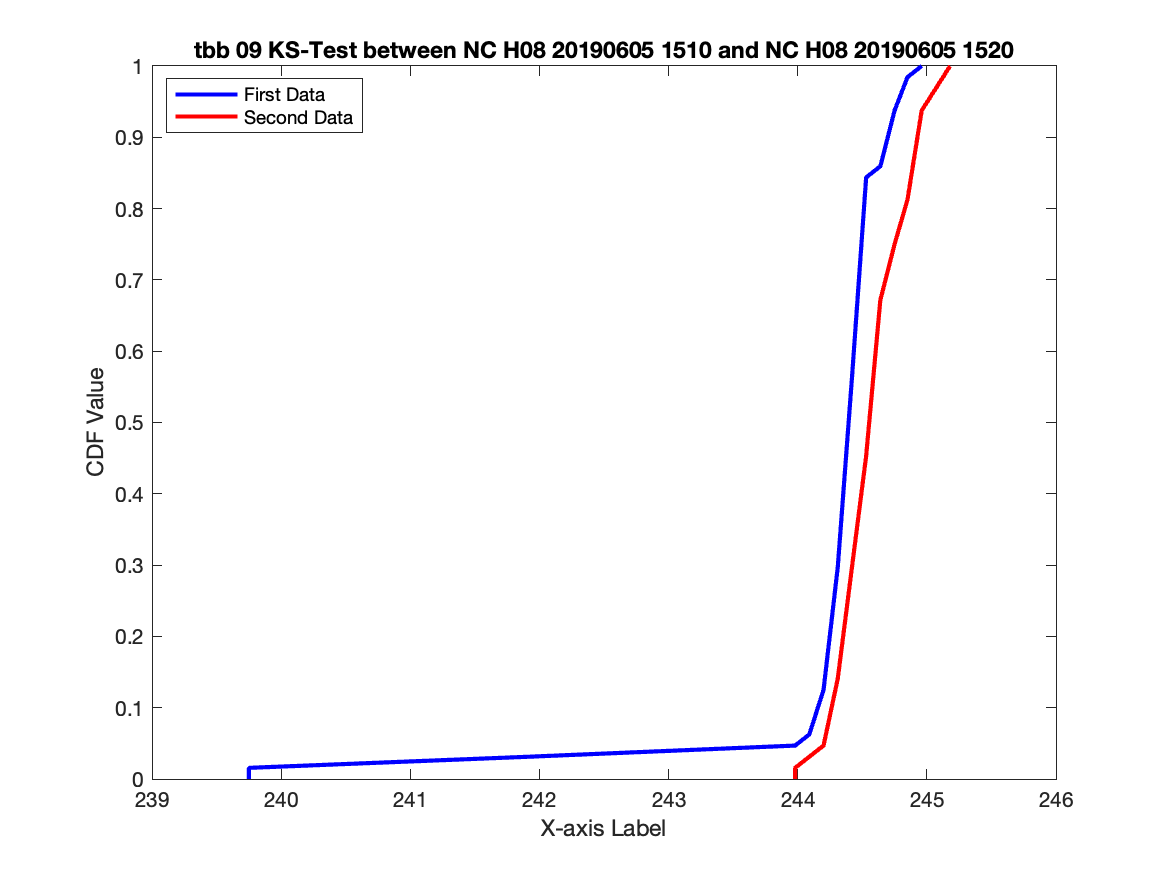 tbb 09 KS-Test between NC H08 20190605 1510 and NC H08 20190605 1520
First Data
Second Data
1
0.9
0.8
0.7
0.6
0.5
0.4
0.3
0.2
0.1
0
CDF Value
239 240 241 242 243 244 245 246
X-axis Label